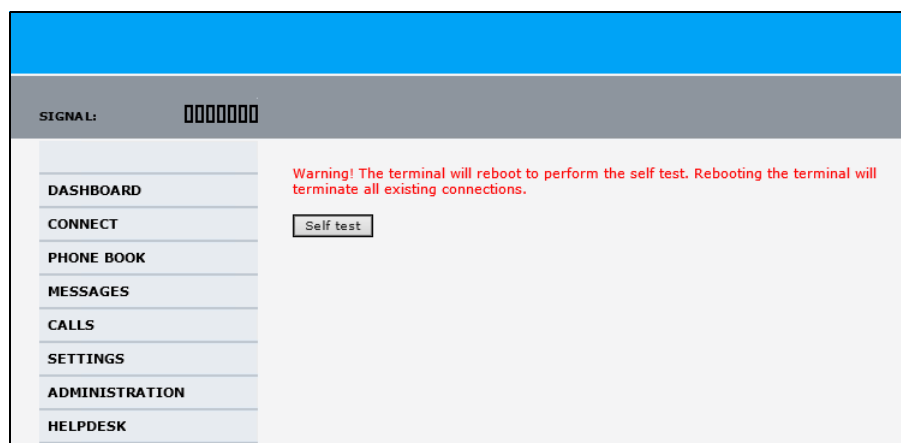 SIGNAL:
DASHBOARD
CONNECT
PHONE BOOK
MESSAGES
CALLS
SETTINGS
ADMINISTRATION
HELPDESK
Warning! The terminal will reboot to perform the self test. Rebooting the terminal will
terminate all existing connections.
Self test